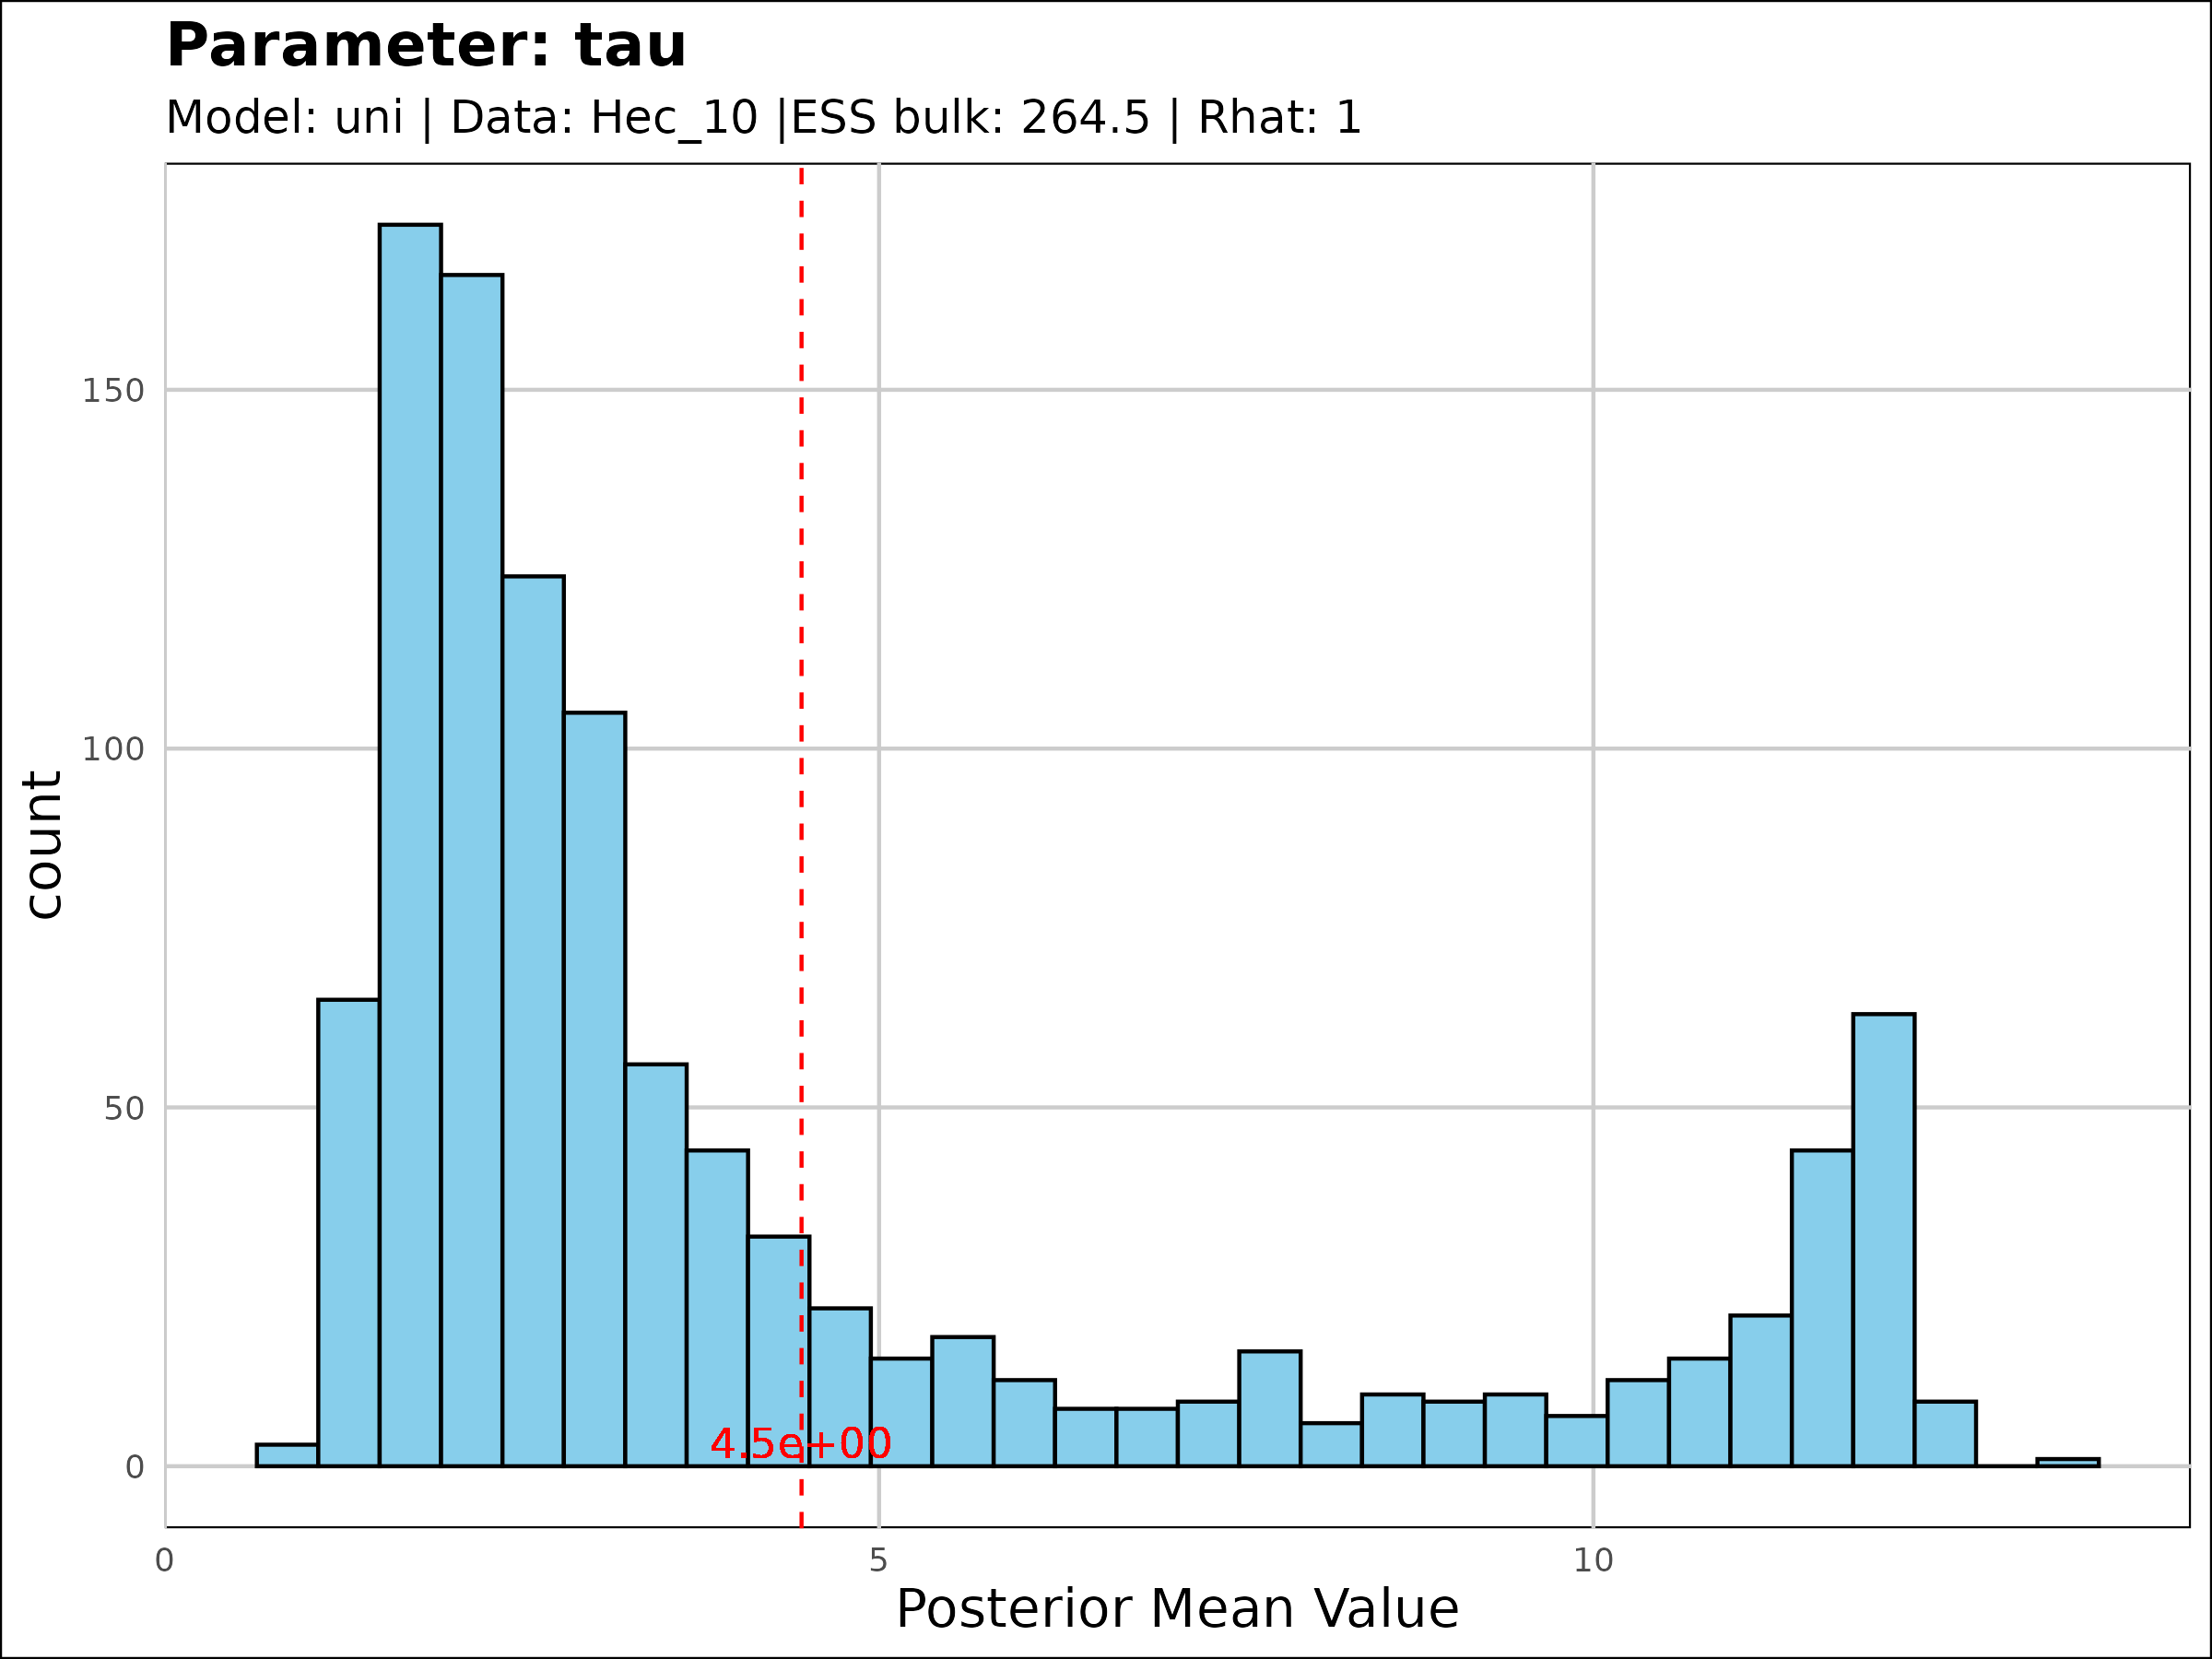 Parameter: tau
Model: uni | Data: Hec_10 |ESS bulk: 264.5 | Rhat: 1
150
100
50
0
count
4.5e+00
0
5
10
Posterior Mean Value